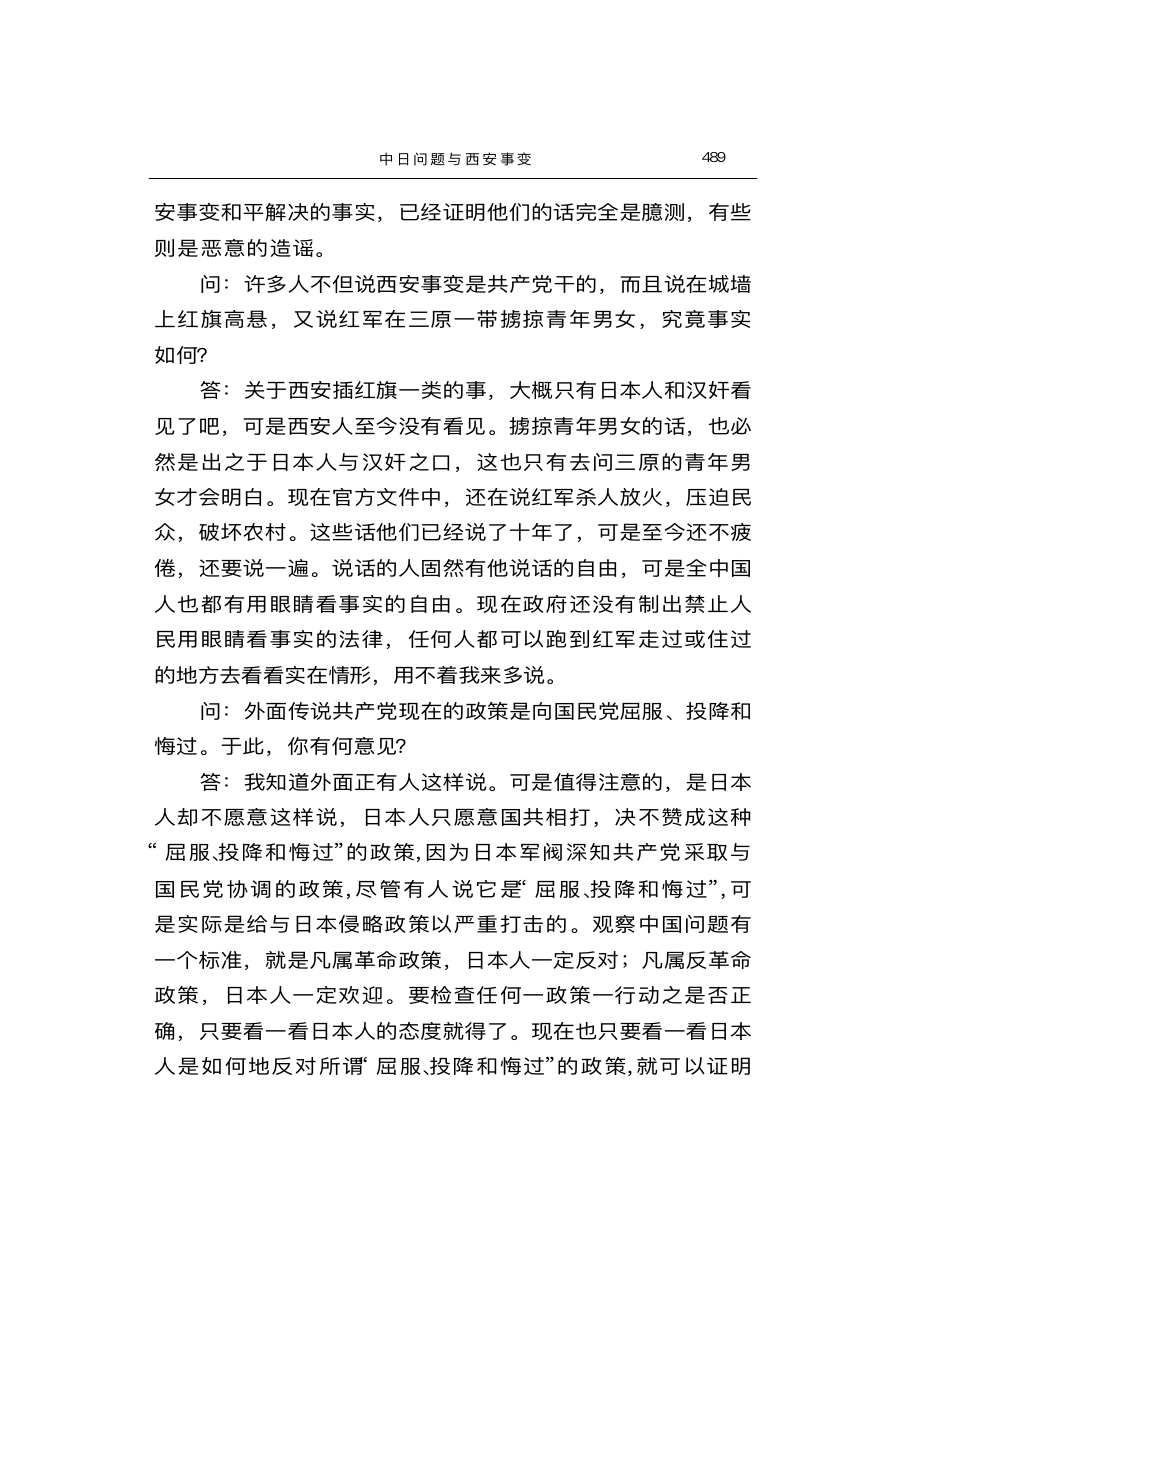 中日问题与西安事变 489
安事变和平解决的事实，已经证明他们的话完全是臆测，有些
则是恶意的造谣。
问：许多人不但说西安事变是共产党干的，而且说在城墙
上红旗高悬，又说红军在三原一带掳掠青年男女，究竟事实
如何？
答：关于西安插红旗一类的事，大概只有日本人和汉奸看
见了吧，可是西安人至今没有看见。掳掠青年男女的话，也必
然是出之于日本人与汉奸之口，这也只有去问三原的青年男
女才会明白。现在官方文件中，还在说红军杀人放火，压迫民
众，破坏农村。这些话他们已经说了十年了，可是至今还不疲
倦，还要说一遍。说话的人固然有他说话的自由，可是全中国
人也都有用眼睛看事实的自由。现在政府还没有制出禁止人
民用眼睛看事实的法律，任何人都可以跑到红军走过或住过
的地方去看看实在情形，用不着我来多说。
问：外面传说共产党现在的政策是向国民党屈服、投降和
悔过。于此，你有何意见？
答：我知道外面正有人这样说。可是值得注意的，是日本
人却不愿意这样说，日本人只愿意国共相打，决不赞成这种
“屈服、投降和悔过”的政策，因为日本军阀深知共产党采取与
国民党协调的政策，尽管有人说它是“屈服、投降和悔过”，可
是实际是给与日本侵略政策以严重打击的。观察中国问题有
一个标准，就是凡属革命政策，日本人一定反对；凡属反革命
政策，日本人一定欢迎。要检查任何一政策一行动之是否正
确，只要看一看日本人的态度就得了。现在也只要看一看日本
人是如何地反对所谓“屈服、投降和悔过”的政策，就可以证明